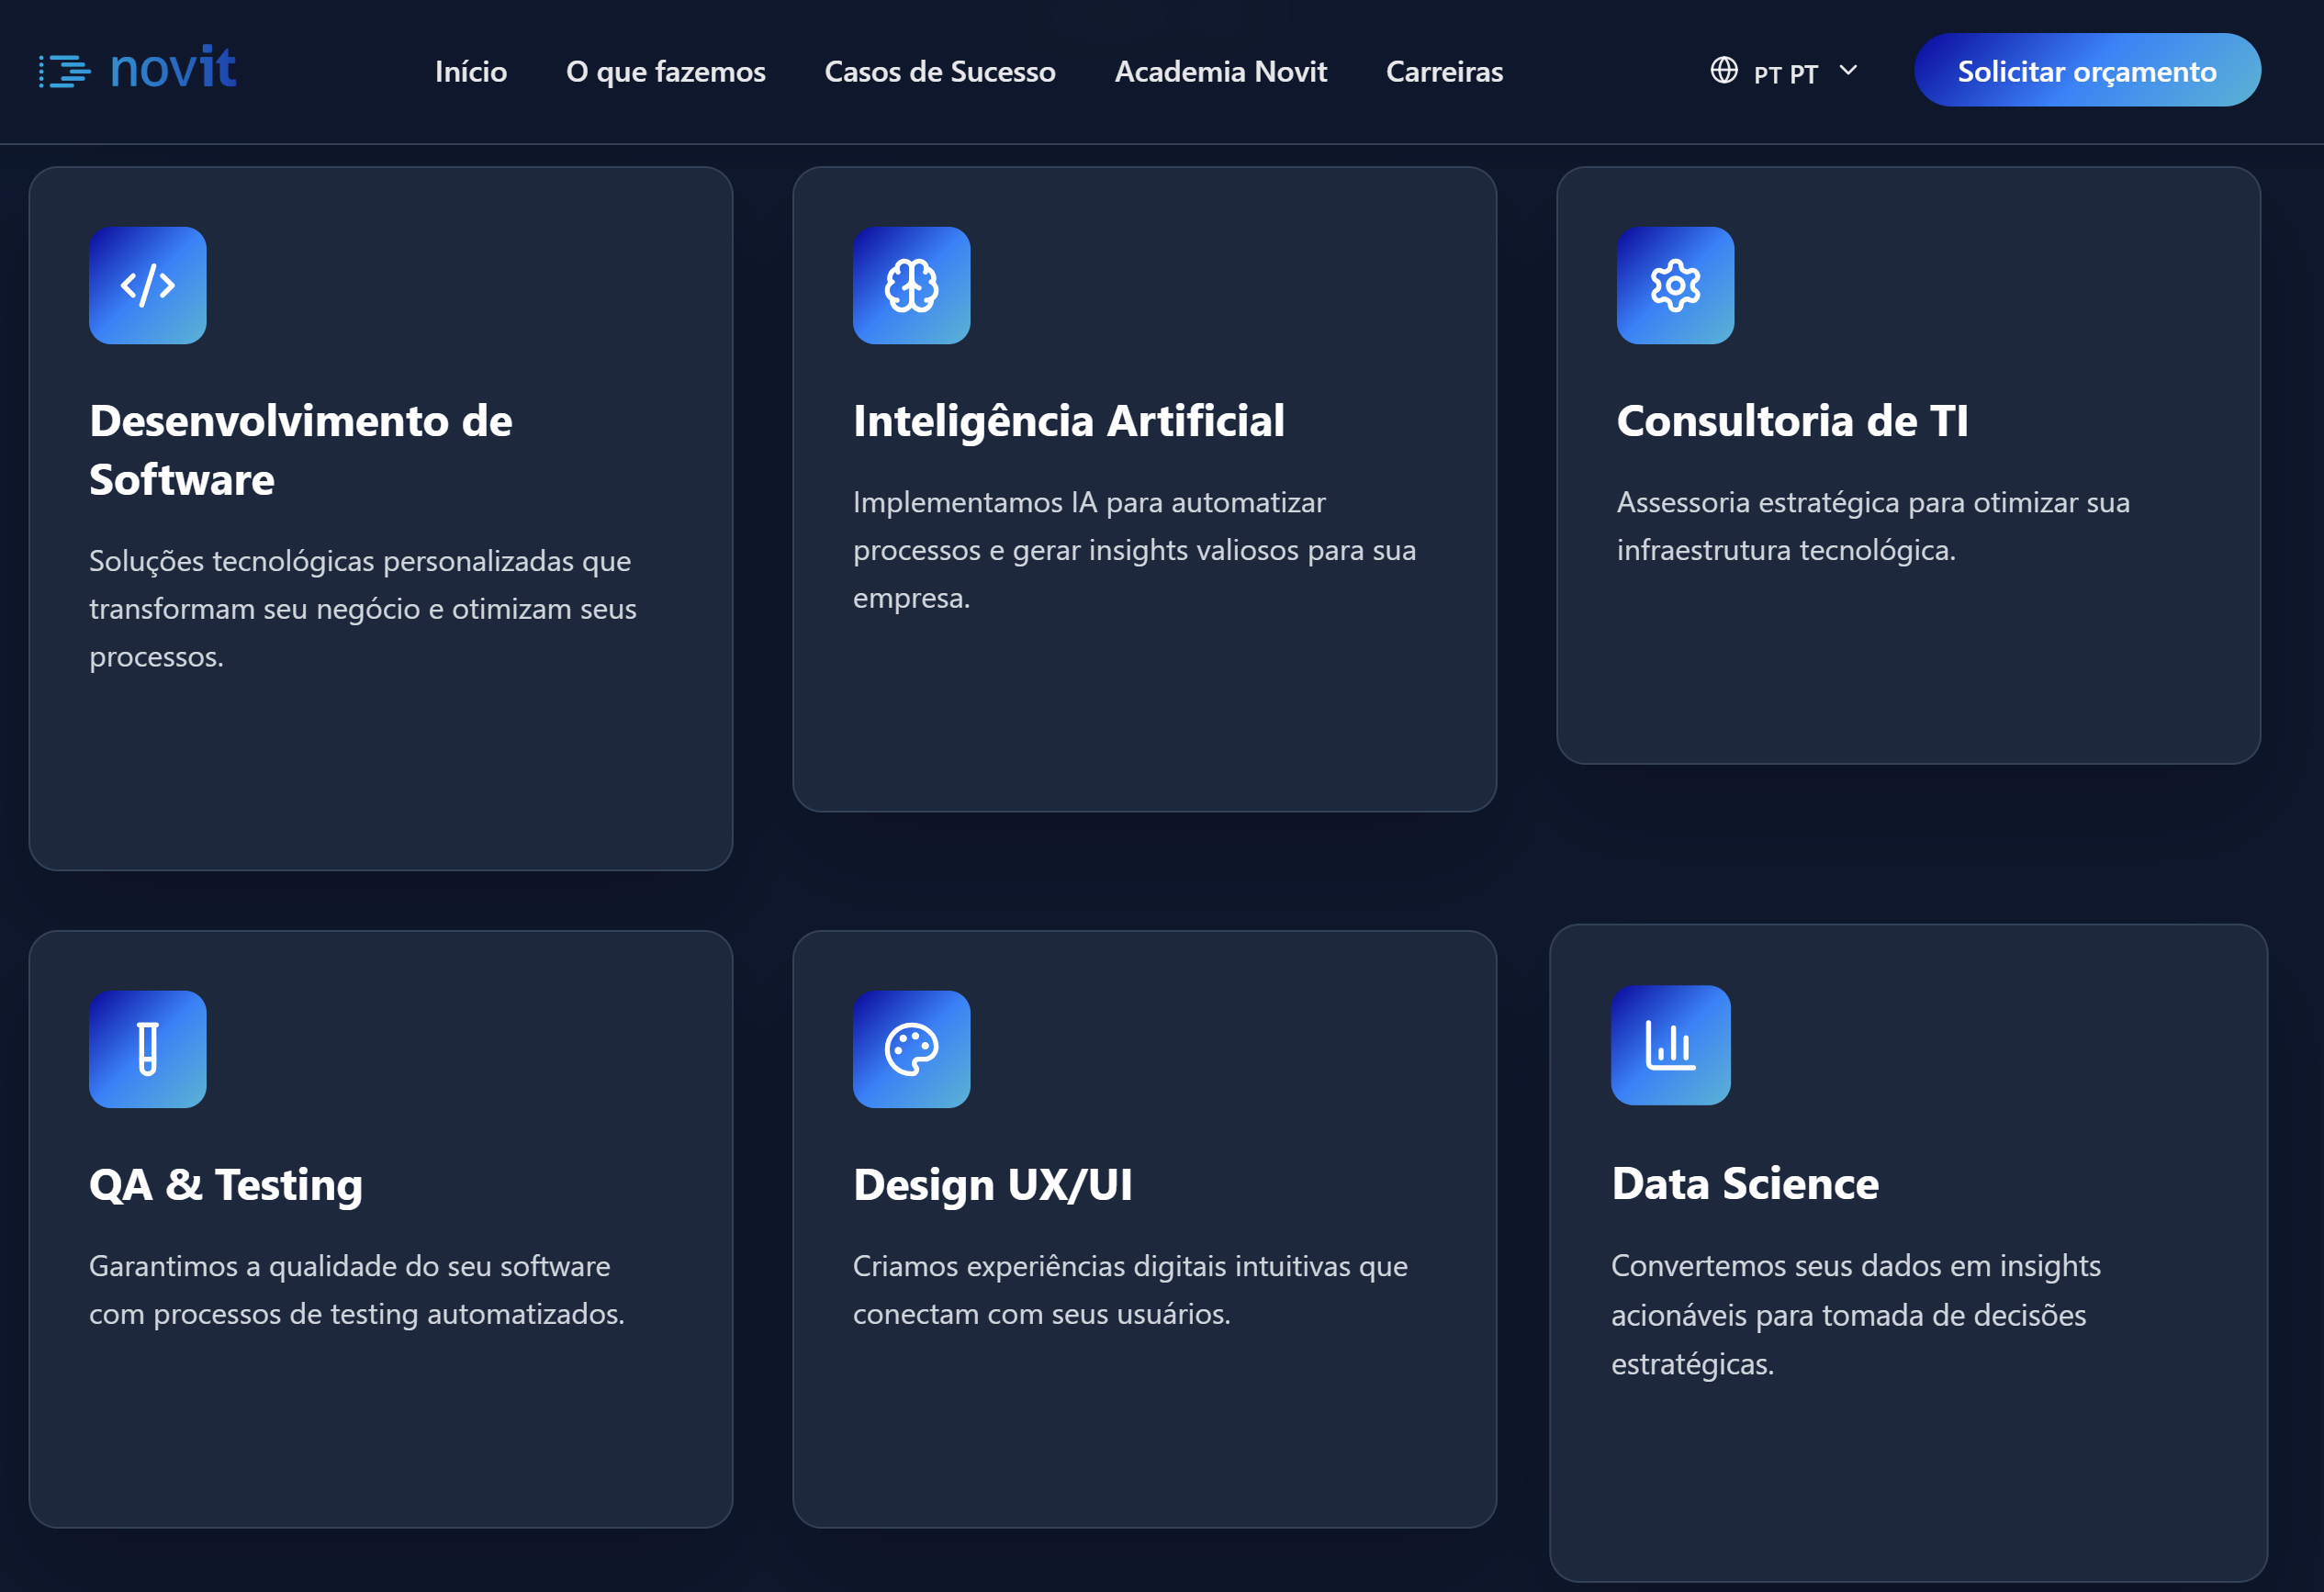 novit
Início
O que fazemos
Casos de Sucesso
Academia Novit
Carreiras
PT PT
Solicitar orçamento
Desenvolvimento de
Software
Soluções tecnológicas personalizadas que
transformam seu negócio e otimizam seus
processos.
Inteligência Artificial
Implementamos IA para automatizar
processos e gerar insights valiosos para sua
empresa.
Consultoria de TI
Assessoria estratégica para otimizar sua
infraestrutura tecnológica.
QA & Testing
Garantimos a qualidade do seu software
com processos de testing automatizados.
Design UX/UI
Criamos experiências digitais intuitivas que
conectam com seus usuários.
Data Science
Convertemos seus dados em insights
acionáveis para tomada de decisões
estratégicas.